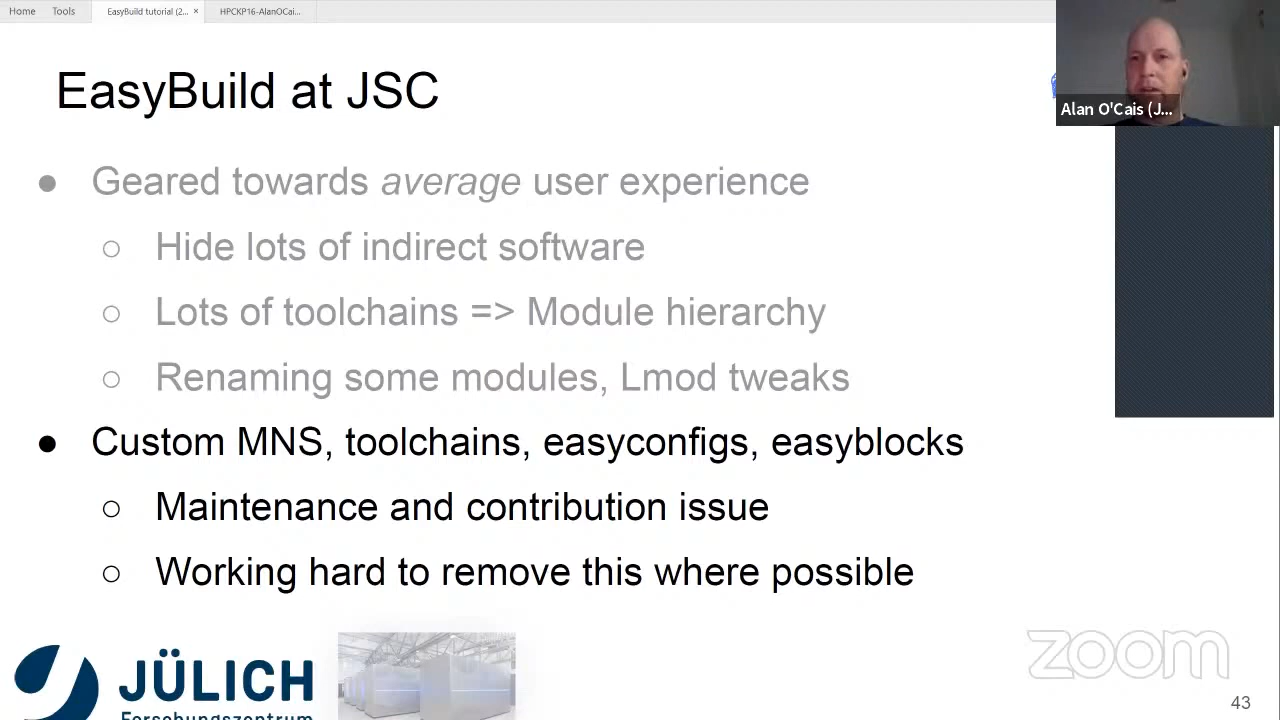 Home Tools EasyBuild tutorial (2... × HPCKP16-AlanOCai...
EasyBuild at JSC
Alan O'Cais (J...
● Geared towards average user experience
○ Hide lots of indirect software
○ Lots of toolchains => Module hierarchy
○ Renaming some modules, Lmod tweaks
● Custom MNS, toolchains, easyconfigs, easyblocks
○ Maintenance and contribution issue
○ Working hard to remove this where possible
JÜLICH
Forschungszentrum
zoom
43